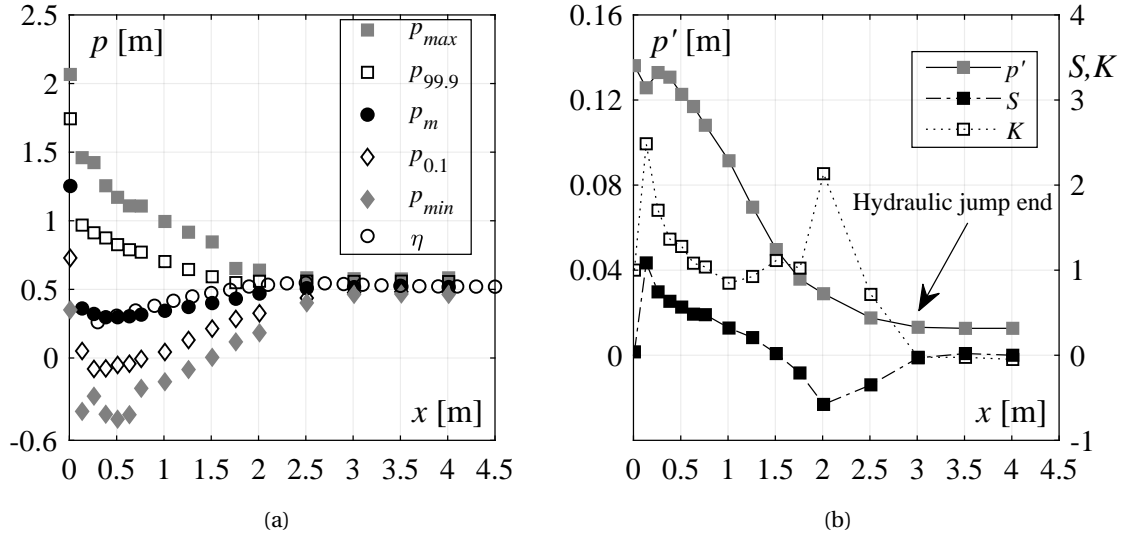 2.5
2
1.5
1
0.5
0
-0.6
p [m]
p_max
p_99.9
p_m
p_0.1
p_min
η
x [m]
0 0.5 1 1.5 2 2.5 3 3.5 4 4.5
(a)
0.16
0.12
0.08
0.04
0
p' [m]
4
S,K
3
2
1
0
-1
p'
S
K
Hydraulic jump end
x [m]
0 0.5 1 1.5 2 2.5 3 3.5 4 4.5
(b)